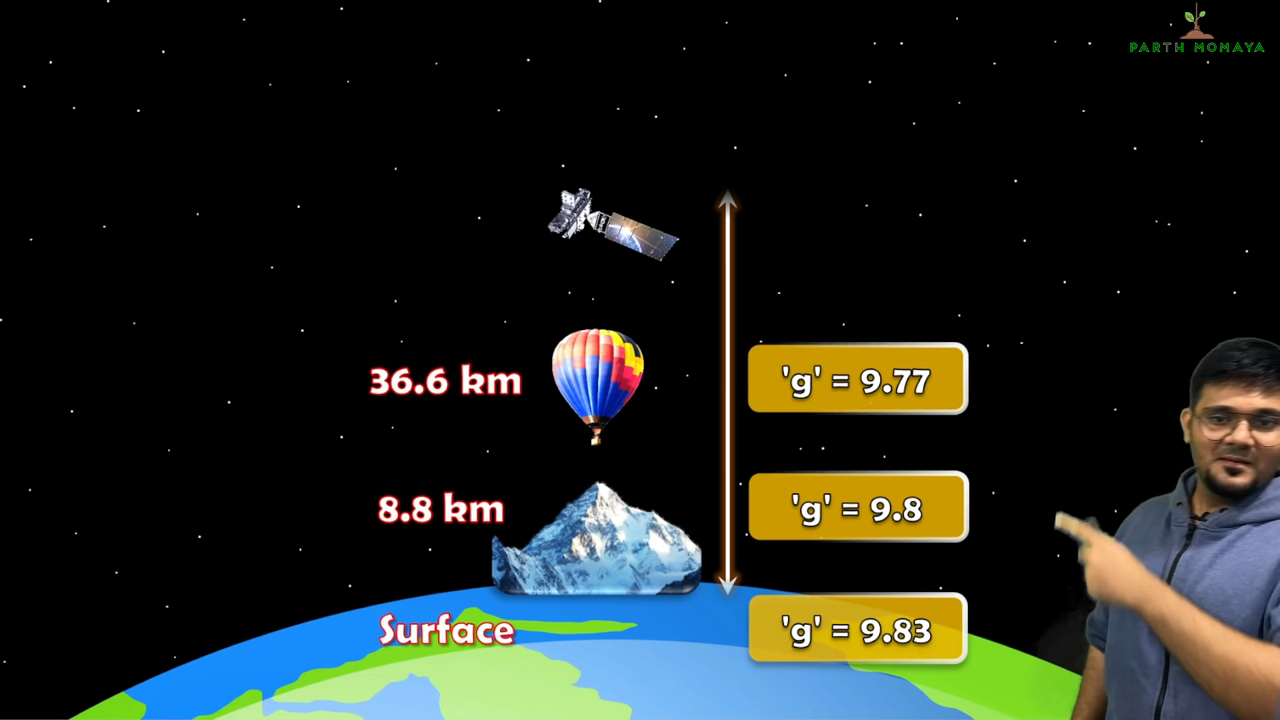 PARTH MOMAYA
36.6 km
'g' = 9.77
8.8 km
'g' = 9.8
Surface
'g' = 9.83